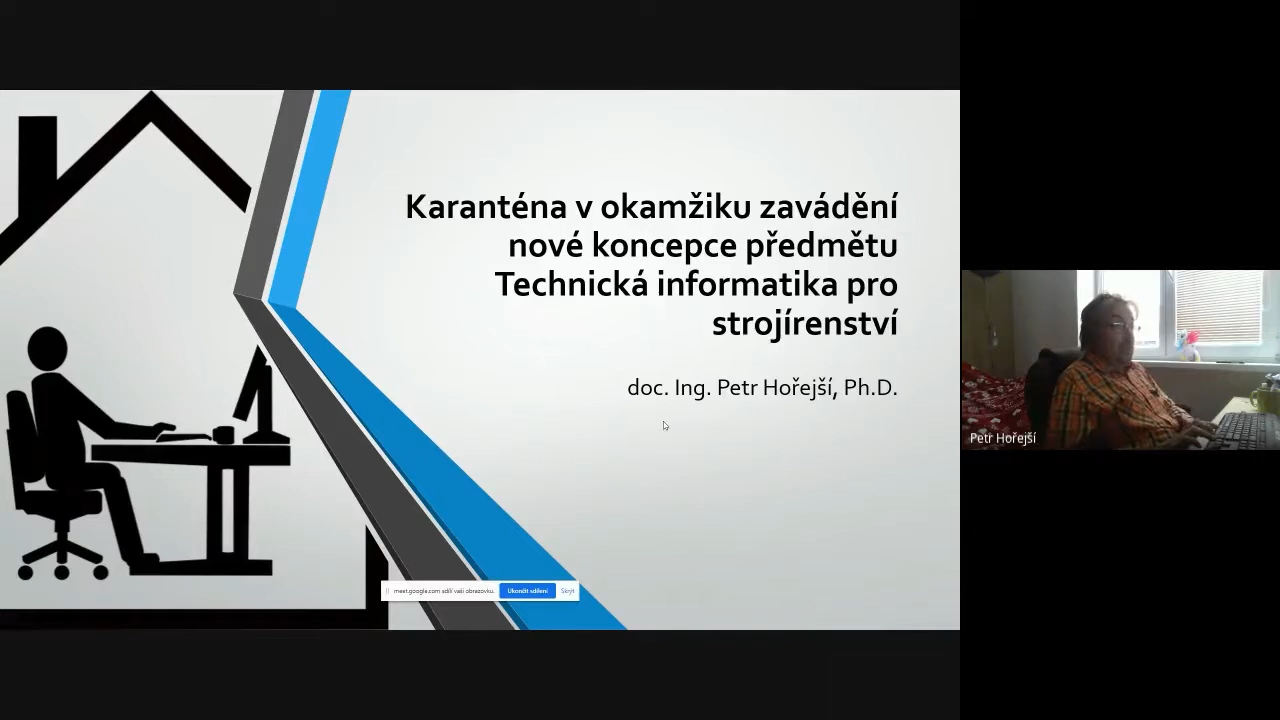 Karanténa v okamžiku zavádění
nové koncepce předmětu
Technická informatika pro
strojírenství
doc. Ing. Petr Hořejší, Ph.D.
Petr Hořejší
meet.google.com sdílí vaši obrazovku. Ukončit sdílení Skrýt